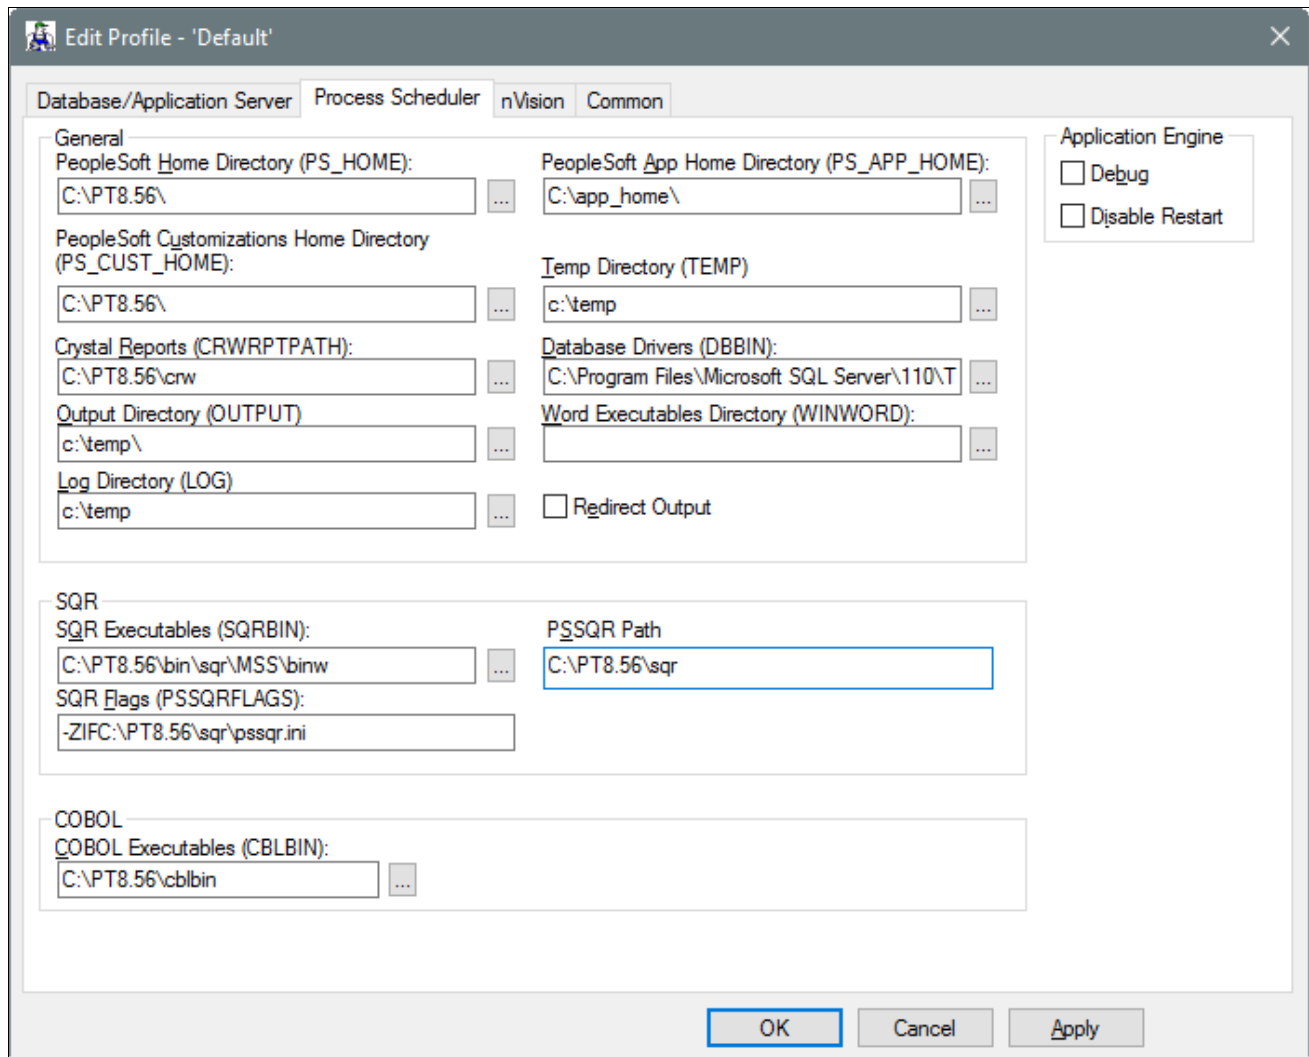 Edit Profile - 'Default'
Database/Application Server
Process Scheduler
nVision
Common
General
PeopleSoft Home Directory (PS_HOME):
PeopleSoft App Home Directory (PS_APP_HOME):
C:\PT8.56\
...
C:\app_home\
...
PeopleSoft Customizations Home Directory
(PS_CUST_HOME):
Temp Directory (TEMP)
C:\PT8.56\
...
c:\temp
...
Crystal Reports (CRWRPTPATH):
Database Drivers (DBBIN):
C:\PT8.56\crw
...
C:\Program Files\Microsoft SQL Server\110\T
...
Output Directory (OUTPUT)
Word Executables Directory (WINWORD):
c:\temp\
...
...
Log Directory (LOG)
c:\temp
...
Redirect Output
Application Engine
Debug
Disable Restart
SQR
SQR Executables (SQRBIN):
PSSQR Path
C:\PT8.56\bin\sqr\MSS\binw
...
C:\PT8.56\sqr
SQR Flags (PSSQRFLAGS):
-ZIFC:\PT8.56\sqr\pssqr.ini
COBOL
COBOL Executables (CBLBIN):
C:\PT8.56\cblbin
...
OK
Cancel
Apply